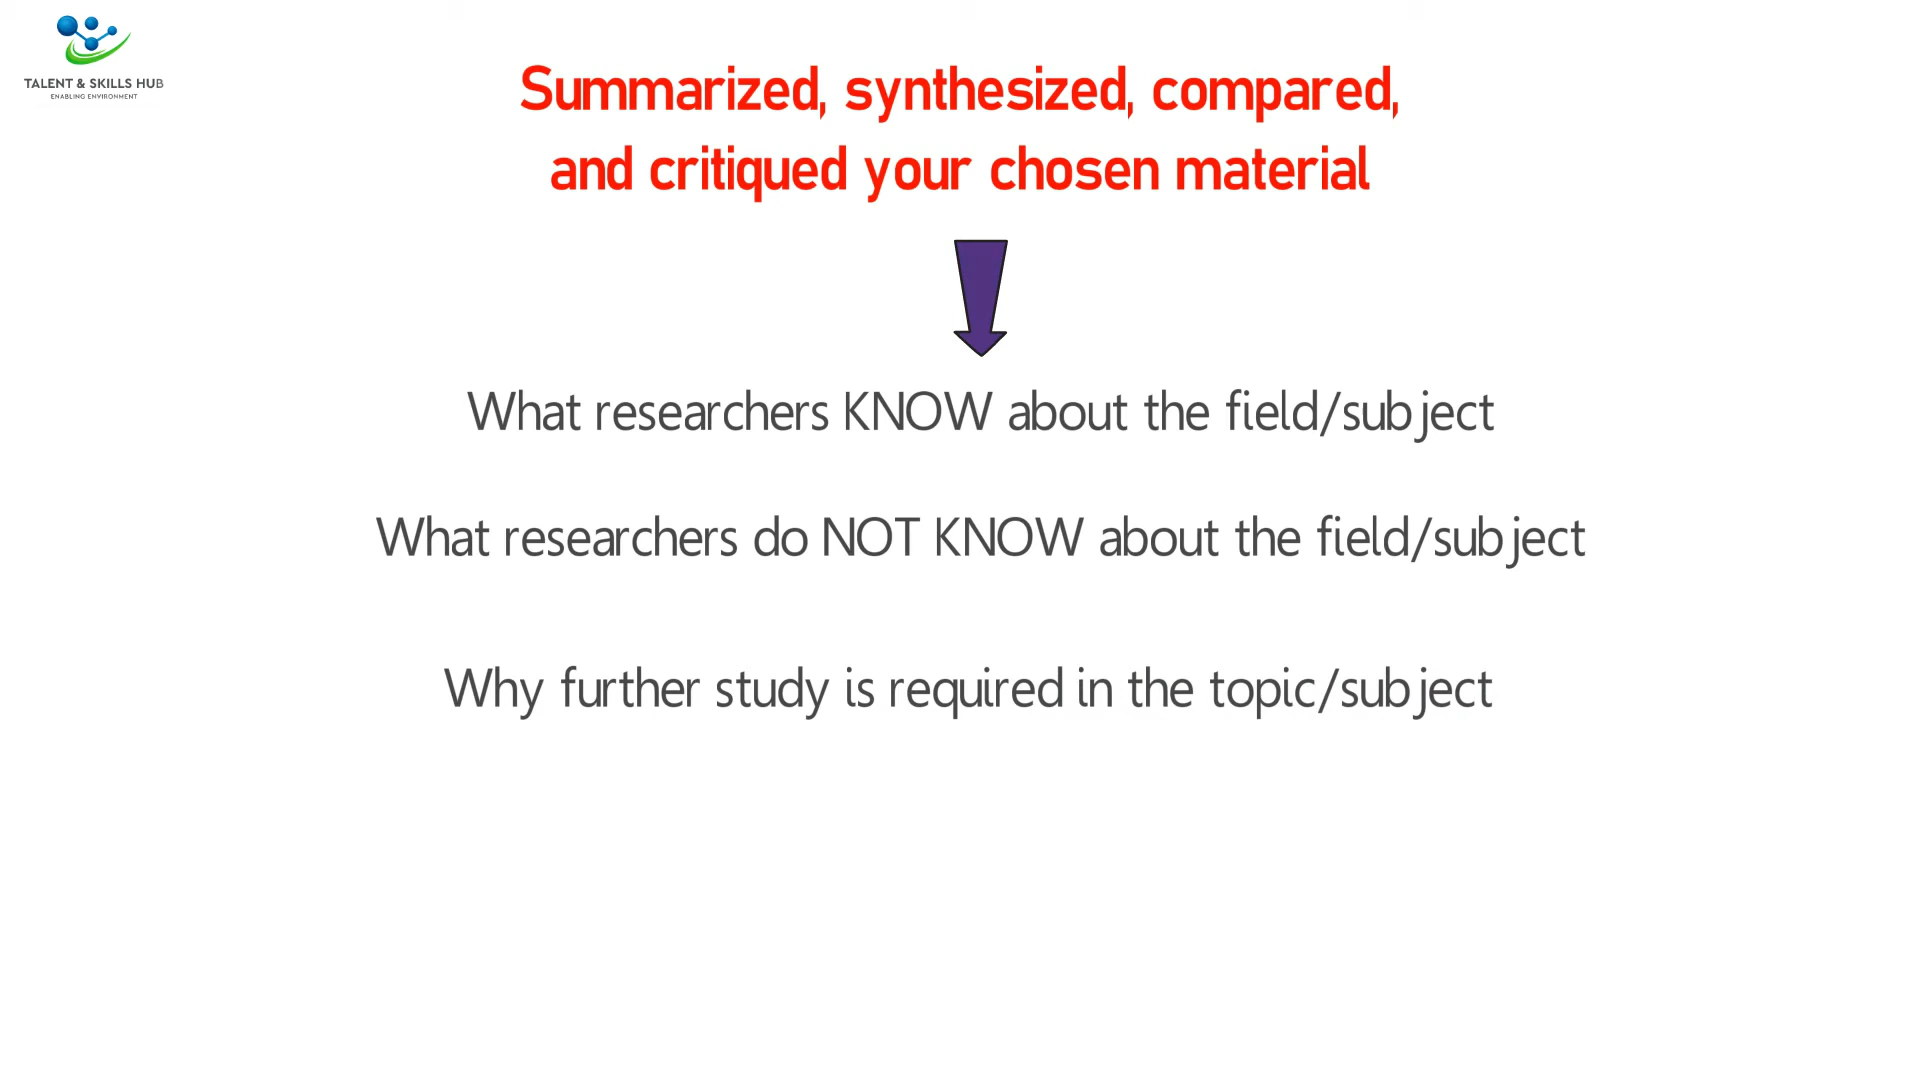 TALENT & SKILLS HUB
ENABLING ENVIRONMENT
Summarized, synthesized, compared,
and critiqued your chosen material
What researchers KNOW about the field/subject
What researchers do NOT KNOW about the field/subject
Why further study is required in the topic/subject